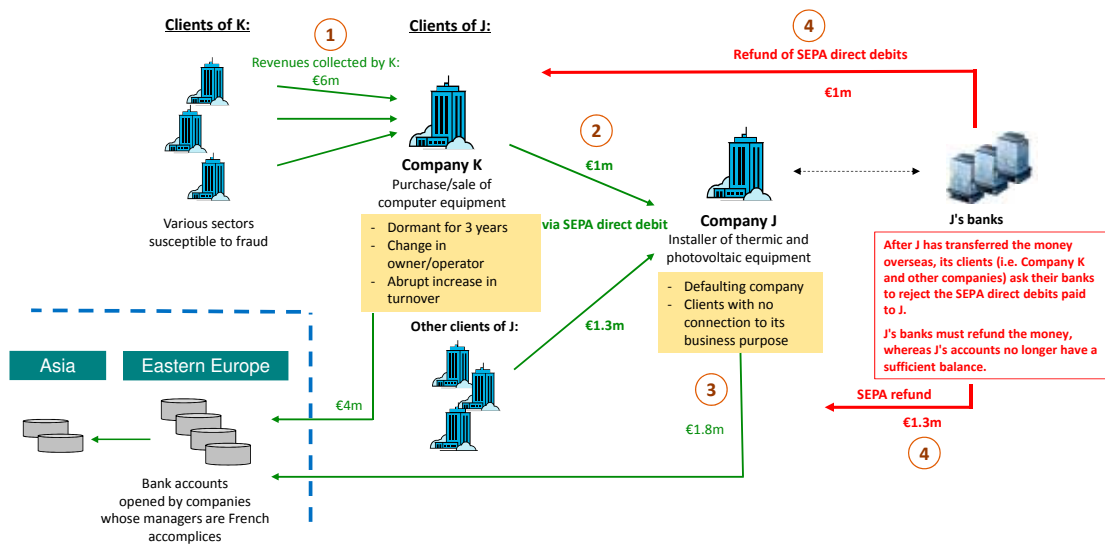 Clients of K:
1
Clients of J:
4
Revenues collected by K:
€6m
Refund of SEPA direct debits
€1m
2
Company K
Purchase/sale of
computer equipment
€1m
Various sectors
susceptible to fraud
- Dormant for 3 years
- Change in
owner/operator
- Abrupt increase in
turnover
via SEPA direct debit
Company J
Installer of thermic and
photovoltaic equipment
J's banks
- Defaulting company
- Clients with no
connection to its
business purpose
After J has transferred the money
overseas, its clients (i.e. Company K
and other companies) ask their banks
to reject the SEPA direct debits paid
to J.
J's banks must refund the money,
whereas J's accounts no longer have a
sufficient balance.
Other clients of J:
€1.3m
Asia
Eastern Europe
€4m
3
€1.8m
SEPA refund
€1.3m
4
Bank accounts
opened by companies
whose managers are French
accomplices